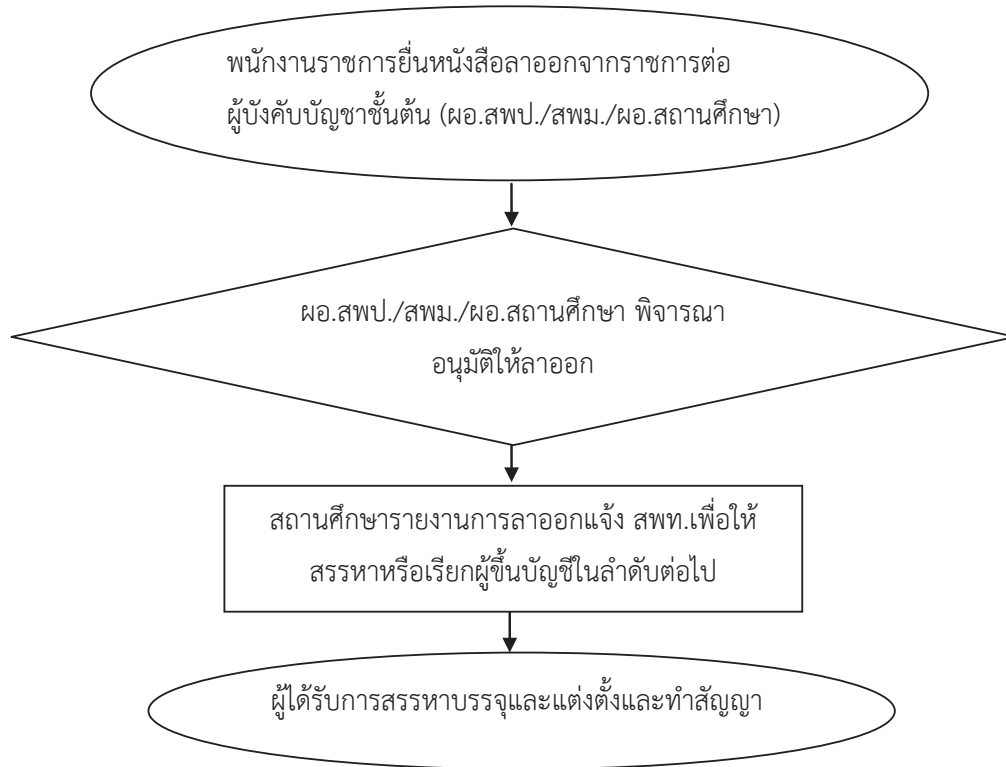 พนักงานราชการยื่นหนังสือลาออกจากราชการต่อ
ผู้บังคับบัญชาชั้นต้น (ผอ.สพป./สพม./ผอ.สถานศึกษา)
ผอ.สพป./สพม./ผอ.สถานศึกษา พิจารณา
อนุมัติให้ลาออก
สถานศึกษารายงานการลาออกแจ้ง สพท.เพื่อให้
สรรหาหรือเรียกผู้ขึ้นบัญชีในลำดับต่อไป
ผู้ได้รับการสรรหาบรรจุและแต่งตั้งและทำสัญญา